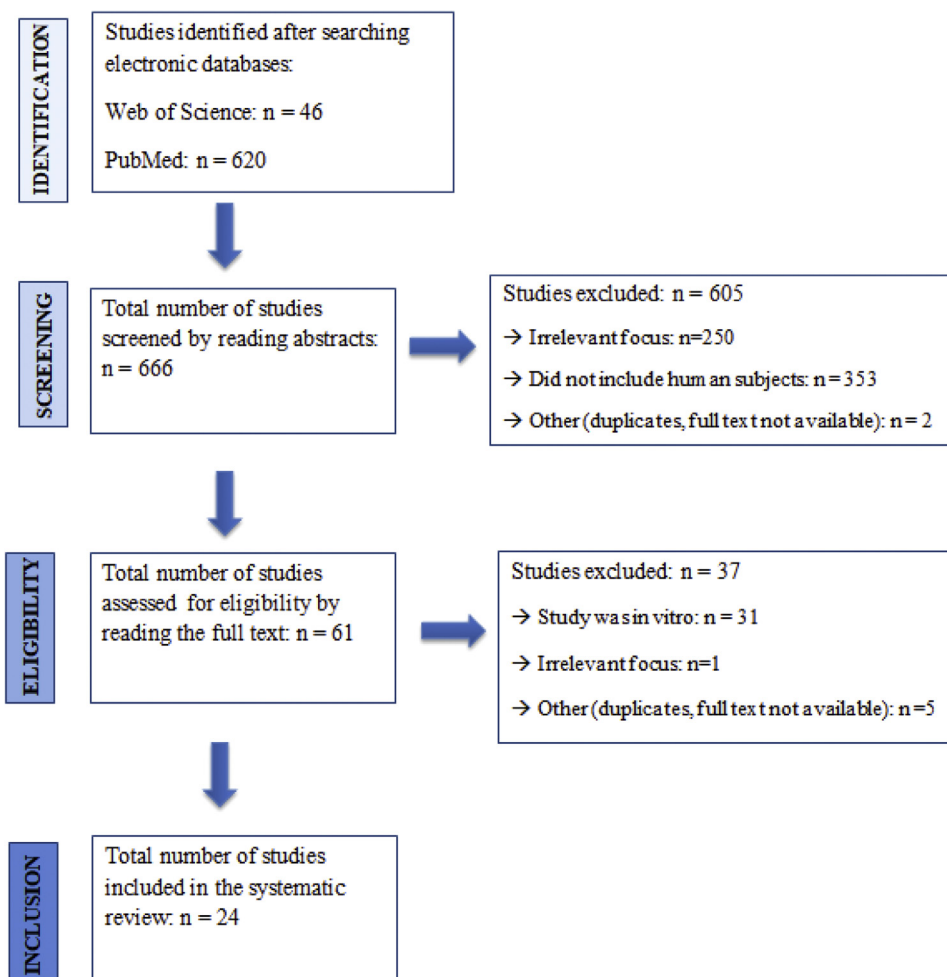 IDENTIFICATION
Studies identified after searching
electronic databases:
Web of Science: n = 46
PubMed: n = 620
SCREENING
Total number of studies
screened by reading abstracts:
n = 666
Studies excluded: n = 605
→ Irrelevant focus: n=250
→ Did not include human subjects: n=353
→ Other (duplicates, full text not available): n= 2
ELIGIBILITY
Total number of studies
assessed for eligibility by
reading the full text: n = 61
Studies excluded: n = 37
→ Study was in vitro: n = 31
→ Irrelevant focus: n=1
→ Other (duplicates, full text not available): n=5
INCLUSION
Total number of studies
included in the systematic
review: n = 24